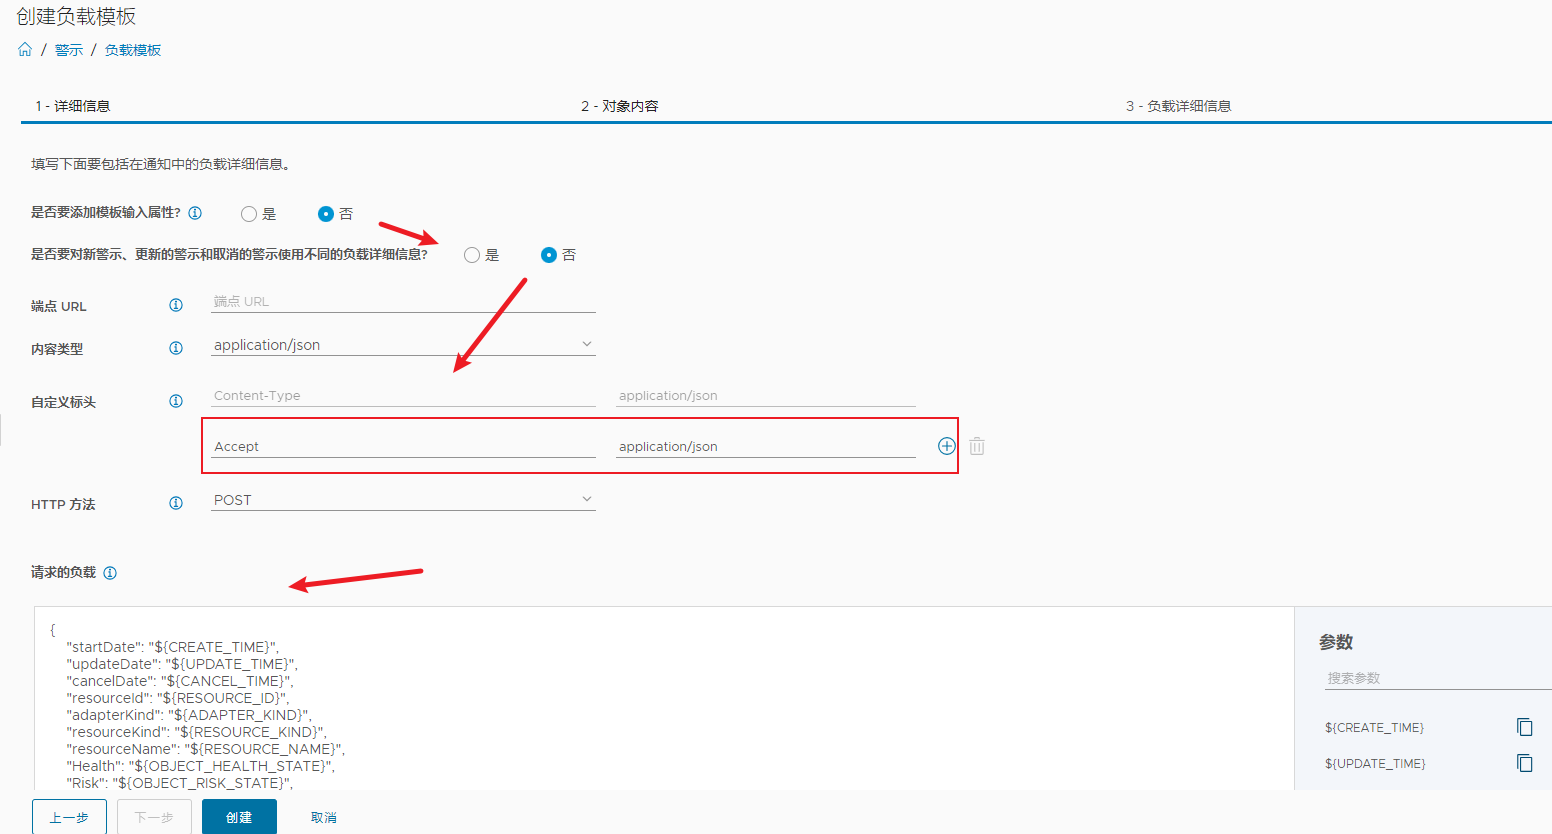 创建负载模板
/ 警示 / 负载模板
1 - 详细信息
2 - 对象内容
3 - 负载详细信息
填写下面要包括在通知中的负载详细信息。
是否要添加模板输入属性? 是 否
是否要对新警示、更新的警示和取消的警示使用不同的负载详细信息? 是 否
端点 URL 端点 URL
内容类型 application/json
自定义标头 Content-Type application/json
Accept application/json
HTTP 方法 POST
请求的负载
{
"startDate": "${CREATE_TIME}",
"updateDate": "${UPDATE_TIME}",
"cancelDate": "${CANCEL_TIME}",
"resourceId": "${RESOURCE_ID}",
"adapterKind": "${ADAPTER_KIND}",
"resourceKind": "${RESOURCE_KIND}",
"resourceName": "${RESOURCE_NAME}",
"Health": "${OBJECT_HEALTH_STATE}",
"Risk": "${OBJECT_RISK_STATE}",
参数
搜索参数
${CREATE_TIME}
${UPDATE_TIME}
上一步 下一步 创建 取消